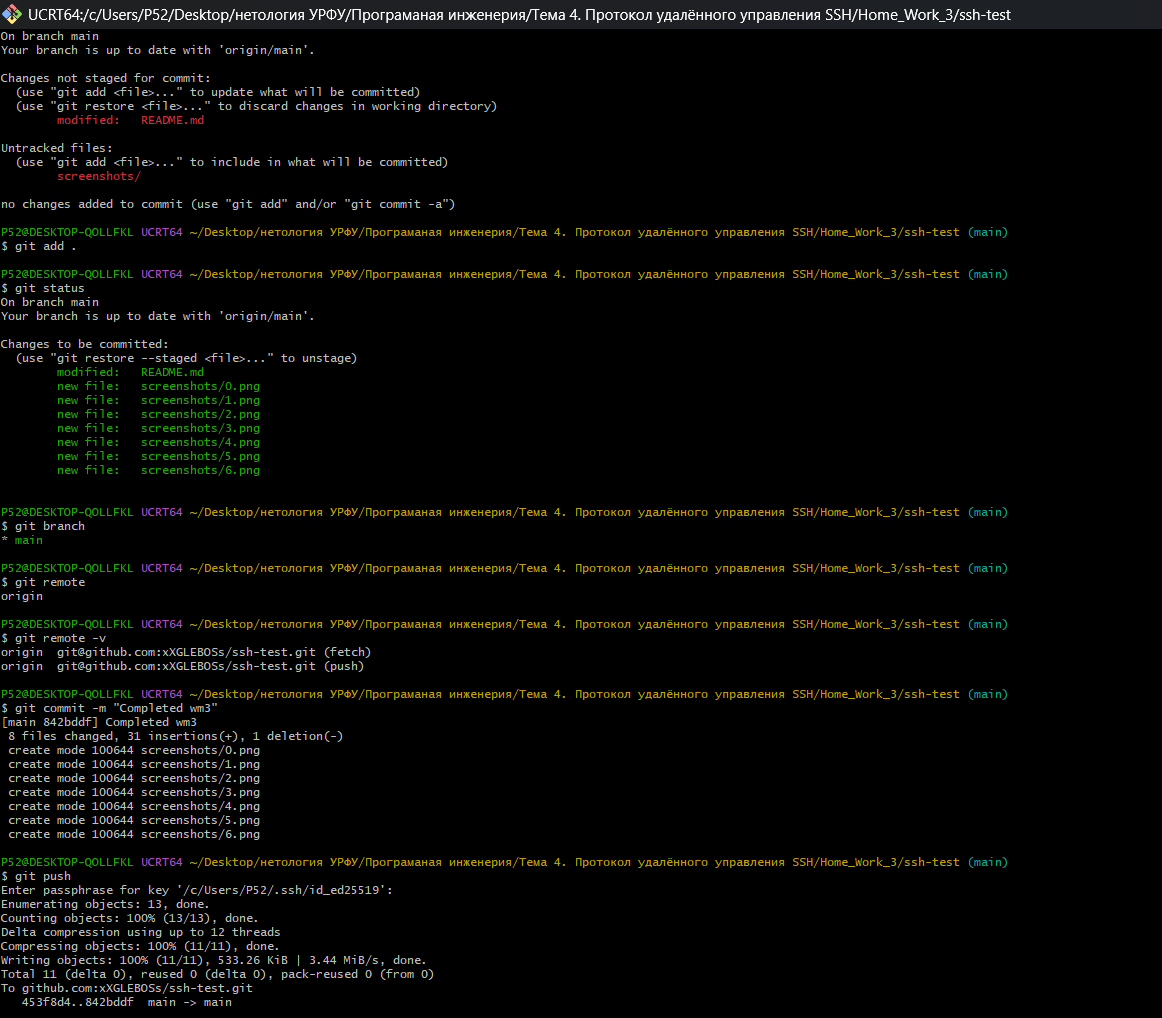 UCRT64:/c/Users/P52/Desktop/нетология УРФУ/Програманая инженерия/Тема 4. Протокол удалённого управления SSH/Home_Work_3/ssh-test
On branch main
Your branch is up to date with 'origin/main'.
Changes not staged for commit:
  (use "git add <file>..." to update what will be committed)
  (use "git restore <file>..." to discard changes in working directory)
        modified:   README.md
Untracked files:
  (use "git add <file>..." to include in what will be committed)
        screenshots/
no changes added to commit (use "git add" and/or "git commit -a")
P52@DESKTOP-QOLLFKL UCRT64 ~/Desktop/нетология УРФУ/Програманая инженерия/Тема 4. Протокол удалённого управления SSH/Home_Work_3/ssh-test (main)
$ git add .
P52@DESKTOP-QOLLFKL UCRT64 ~/Desktop/нетология УРФУ/Програманая инженерия/Тема 4. Протокол удалённого управления SSH/Home_Work_3/ssh-test (main)
$ git status
On branch main
Your branch is up to date with 'origin/main'.
Changes to be committed:
  (use "git restore --staged <file>..." to unstage)
        modified:   README.md
        new file:   screenshots/0.png
        new file:   screenshots/1.png
        new file:   screenshots/2.png
        new file:   screenshots/3.png
        new file:   screenshots/4.png
        new file:   screenshots/5.png
        new file:   screenshots/6.png
P52@DESKTOP-QOLLFKL UCRT64 ~/Desktop/нетология УРФУ/Програманая инженерия/Тема 4. Протокол удалённого управления SSH/Home_Work_3/ssh-test (main)
$ git branch
* main
P52@DESKTOP-QOLLFKL UCRT64 ~/Desktop/нетология УРФУ/Програманая инженерия/Тема 4. Протокол удалённого управления SSH/Home_Work_3/ssh-test (main)
$ git remote
origin
P52@DESKTOP-QOLLFKL UCRT64 ~/Desktop/нетология УРФУ/Програманая инженерия/Тема 4. Протокол удалённого управления SSH/Home_Work_3/ssh-test (main)
$ git remote -v
origin  git@github.com:xXGLEBOSs/ssh-test.git (fetch)
origin  git@github.com:xXGLEBOSs/ssh-test.git (push)
P52@DESKTOP-QOLLFKL UCRT64 ~/Desktop/нетология УРФУ/Програманая инженерия/Тема 4. Протокол удалённого управления SSH/Home_Work_3/ssh-test (main)
$ git commit -m "Completed wm3"
[main 842bddf] Completed wm3
 8 files changed, 31 insertions(+), 1 deletion(-)
 create mode 100644 screenshots/0.png
 create mode 100644 screenshots/1.png
 create mode 100644 screenshots/2.png
 create mode 100644 screenshots/3.png
 create mode 100644 screenshots/4.png
 create mode 100644 screenshots/5.png
 create mode 100644 screenshots/6.png
P52@DESKTOP-QOLLFKL UCRT64 ~/Desktop/нетология УРФУ/Програманая инженерия/Тема 4. Протокол удалённого управления SSH/Home_Work_3/ssh-test (main)
$ git push
Enter passphrase for key '/c/Users/P52/.ssh/id_ed25519':
Enumerating objects: 13, done.
Counting objects: 100% (13/13), done.
Delta compression using up to 12 threads
Compressing objects: 100% (11/11), done.
Writing objects: 100% (11/11), 533.26 KiB | 3.44 MiB/s, done.
Total 11 (delta 0), reused 0 (delta 0), pack-reused 0 (from 0)
To github.com:xXGLEBOSs/ssh-test.git
   453f8d4..842bddf  main -> main